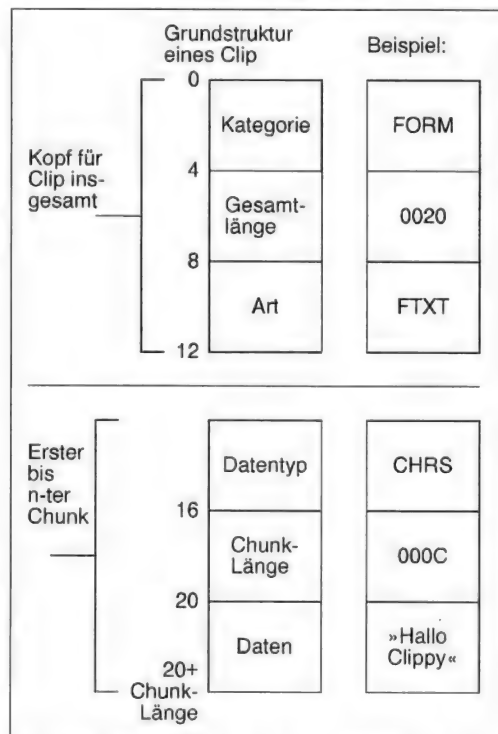 Grundstruktur
eines Clip
Beispiel:
0
Kategorie
FORM
Kopf für
Clip ins-
gesamt
4
Gesamt-
länge
0020
8
Art
FTXT
12
Erster
bis
n-ter
Chunk
Datentyp
CHRS
16
Chunk-
Länge
000C
20
Daten
»Hallo
Clippy«
20+
Chunk-
Länge